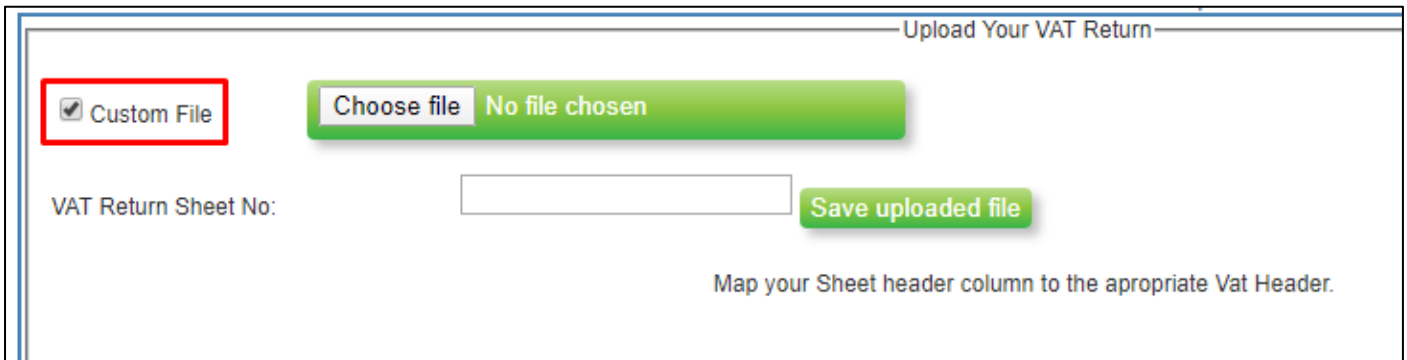 Upload Your VAT Return
Custom File
Choose file No file chosen
VAT Return Sheet No:
Save uploaded file
Map your Sheet header column to the apropriate Vat Header.